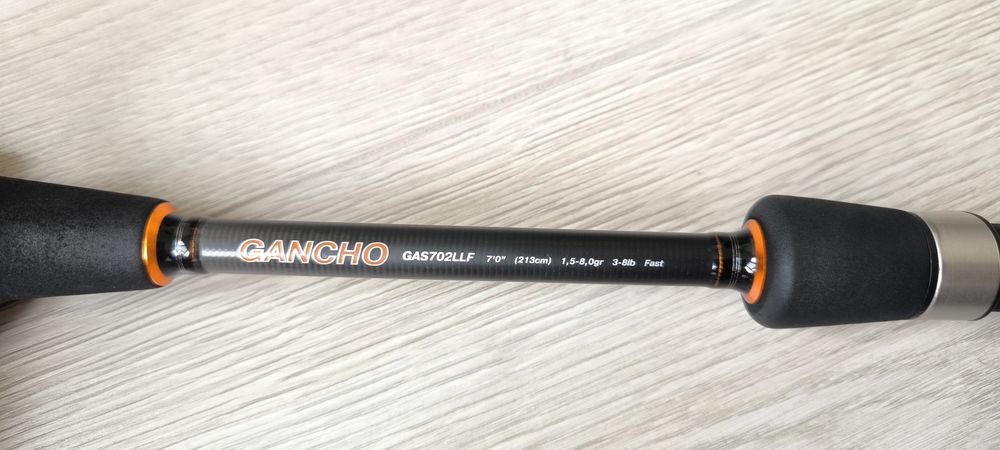 GANCHO GAS702LLF 7'0" (213cm) 1,5-8,0gr 3-8lb Fast